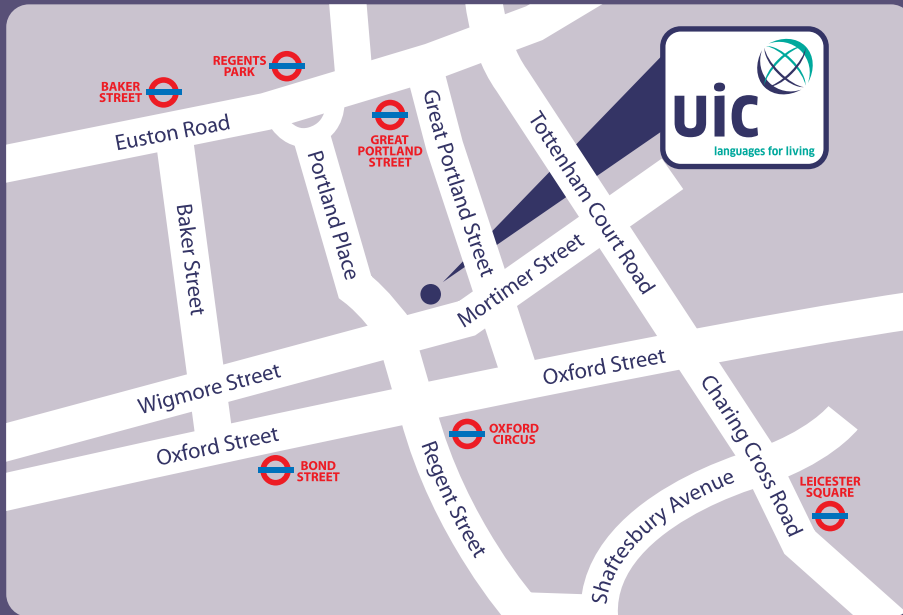 REGENTS
PARK
BAKER
STREET
uic
languages for living
Euston Road
GREAT
PORTLAND
STREET
Great Portland Street
Tottenham Court Road
Portland Place
Baker Street
Mortimer Street
Wigmore Street
Oxford Street
Oxford Street
OXFORD
CIRCUS
BOND
STREET
Regent Street
Charing Cross Road
Shaftesbury Avenue
LEICESTER
SQUARE